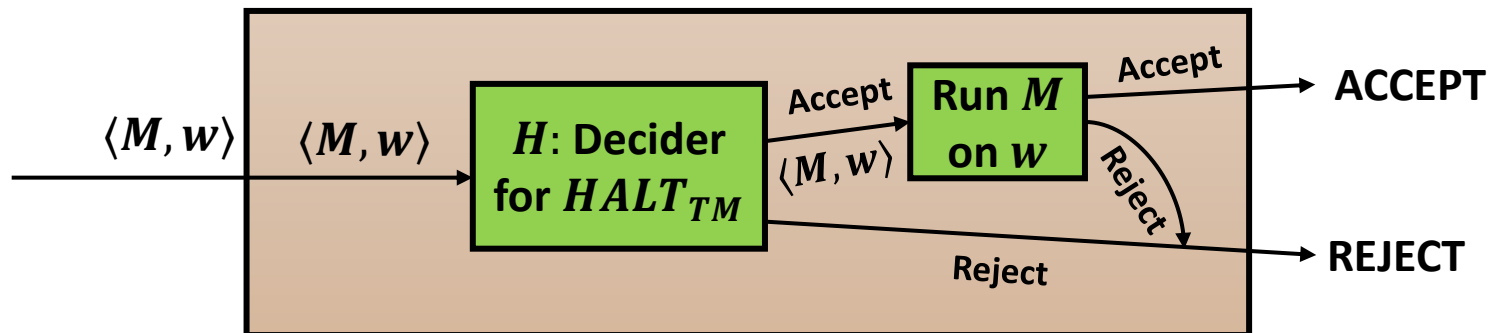 ⟨M, w⟩
⟨M, w⟩
H: Decider
for HALT_TM
Accept
⟨M, w⟩
Run M
on w
Accept
Reject
Reject
ACCEPT
REJECT